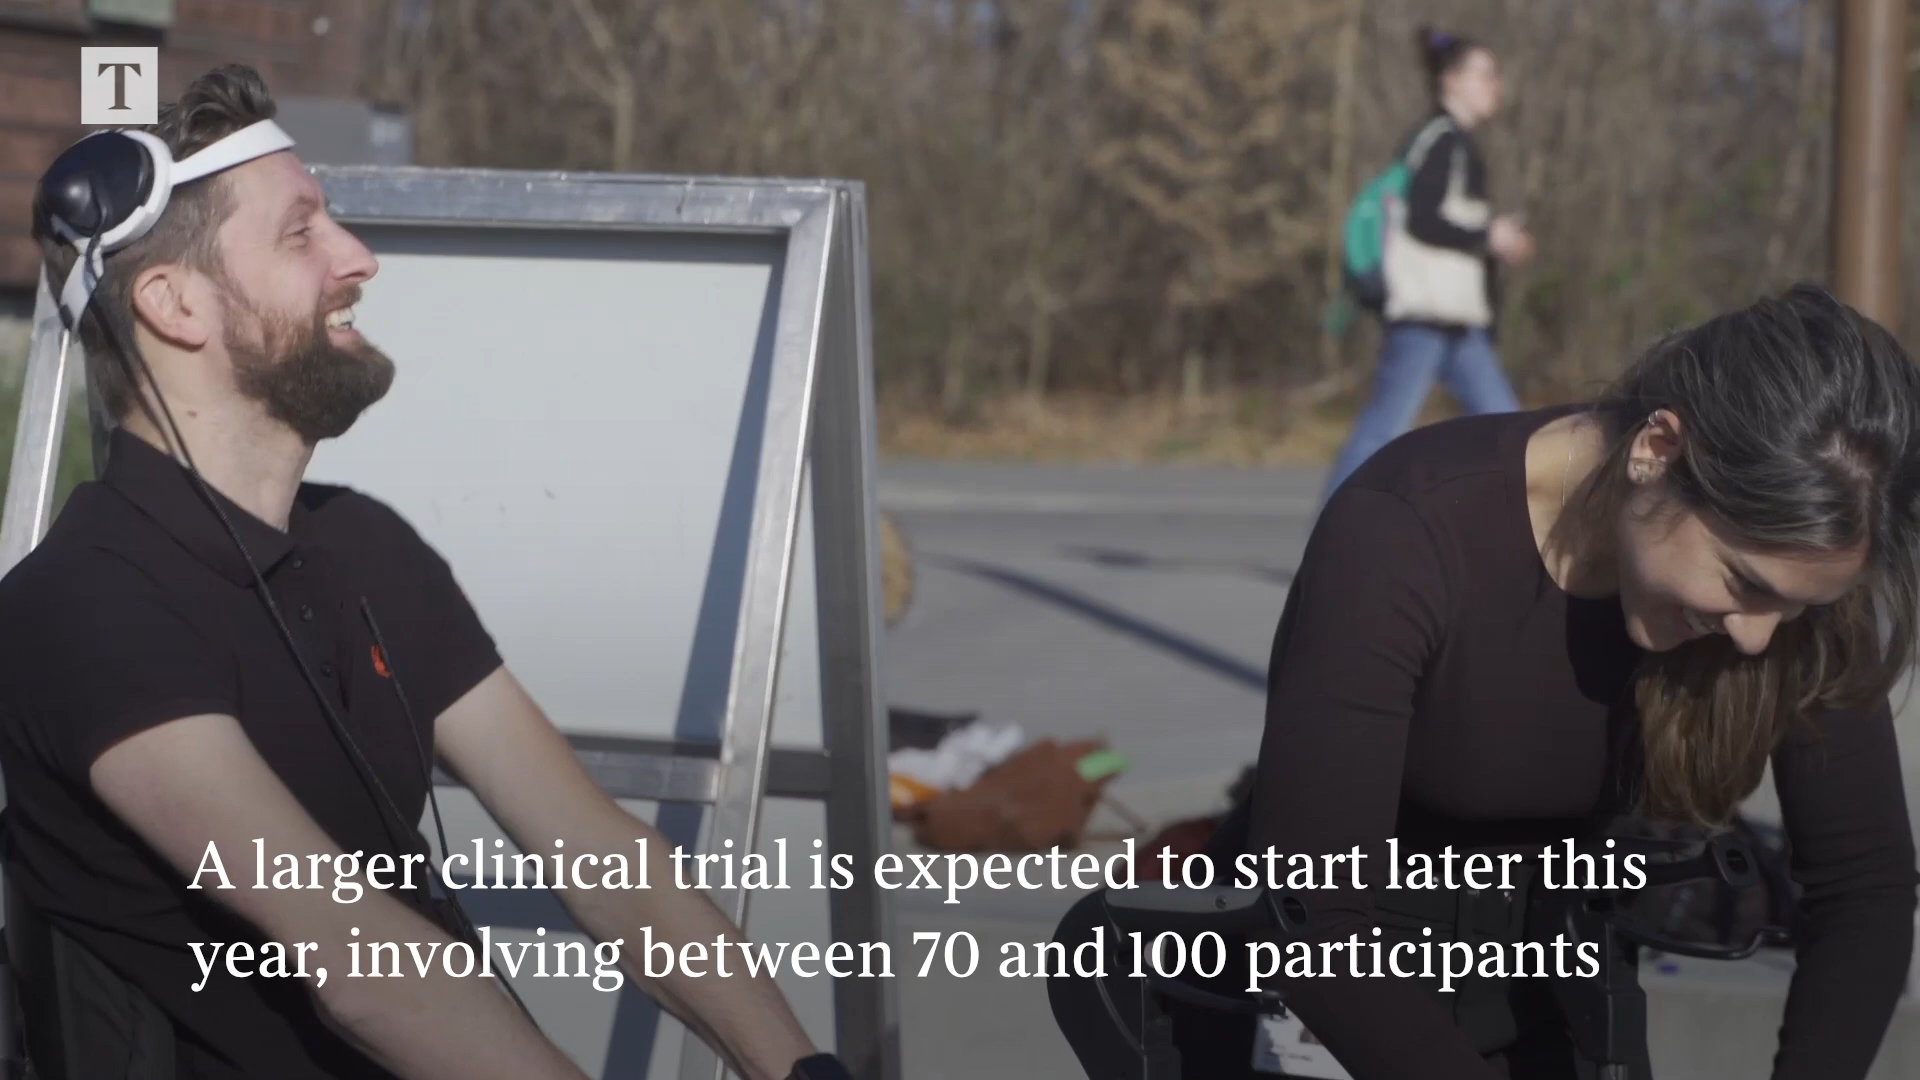 T
A larger clinical trial is expected to start later this
year, involving between 70 and 100 participants